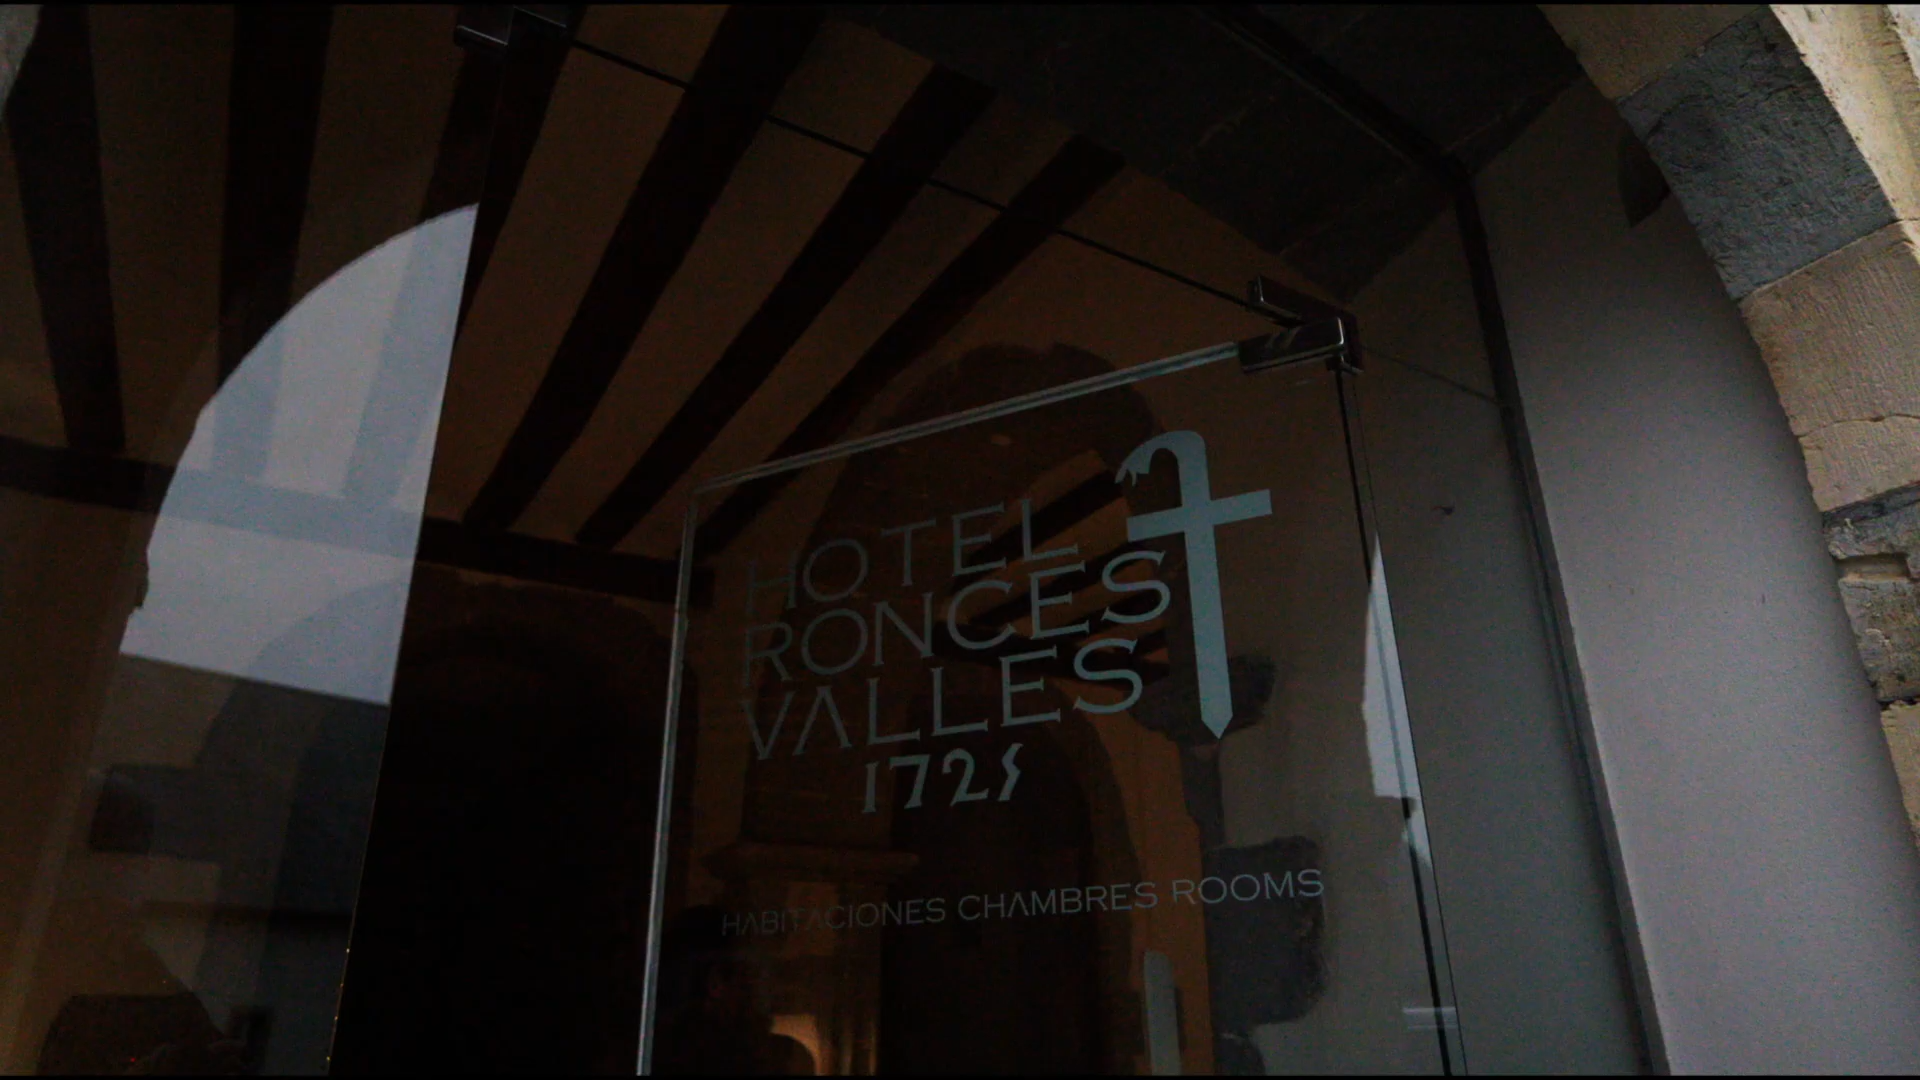 HOTEL
RONCES
VALLES
1725
HABITACIONES CHAMBRES ROOMS